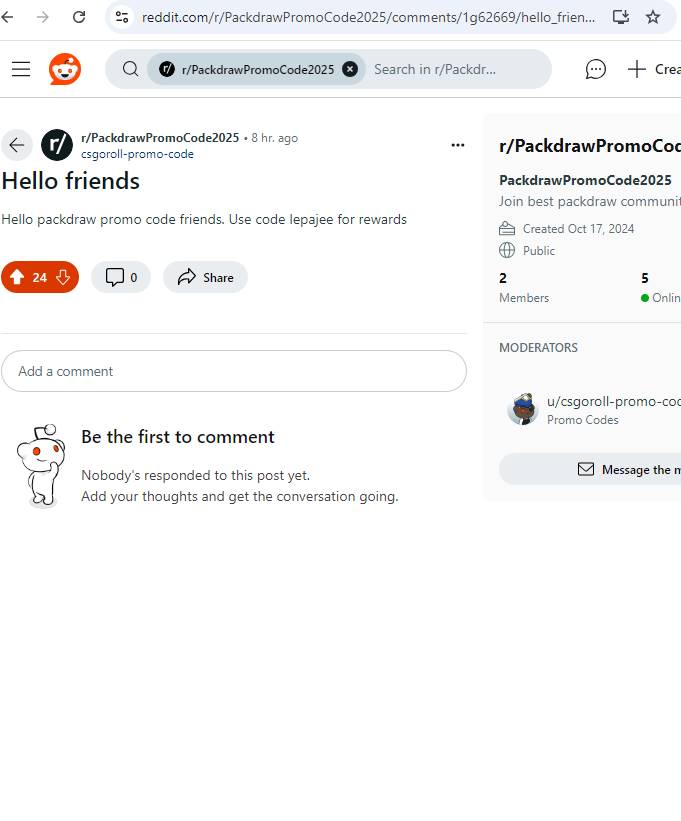 reddit.com/r/PackdrawPromoCode2025/comments/1g62669/hello_frien...
r/ r/PackdrawPromoCode2025 Search in r/Packdr...
Crea
r/ r/PackdrawPromoCode2025 • 8 hr. ago
csgoroll-promo-code
Hello friends
Hello packdraw promo code friends. Use code lepajee for rewards
24 0 Share
Add a comment
Be the first to comment
Nobody's responded to this post yet.
Add your thoughts and get the conversation going.
r/PackdrawPromoCod
PackdrawPromoCode2025
Join best packdraw communit
Created Oct 17, 2024
Public
2 5
Members Onlin
MODERATORS
u/csgoroll-promo-cod
Promo Codes
Message the m